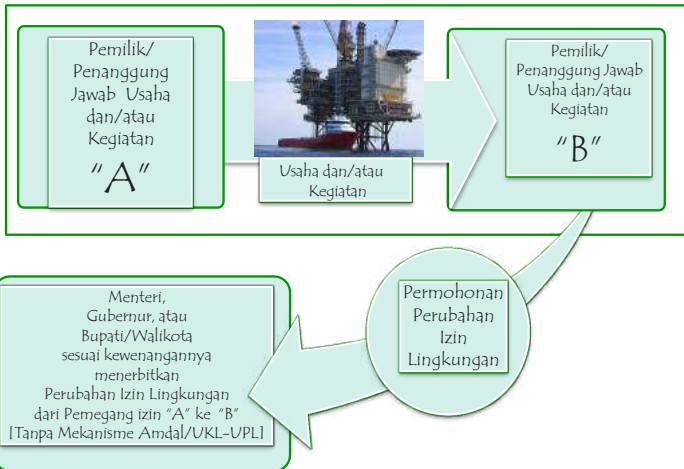 Pemilik/
Penanggung
Jawab Usaha
dan/atau
Kegiatan
"A"
Usaha dan/atau
Kegiatan
Pemilik/
Penanggung Jawab
Usaha dan/atau
Kegiatan
"B"
Permohonan
Perubahan
Izin
Lingkungan
Menteri,
Gubernur, atau
Bupati/Walikota
sesuai kewenangannya
menerbitkan
Perubahan Izin Lingkungan
dari Pemegang izin "A" ke "B"
[Tanpa Mekanisme Amdal/UKL-UPL]